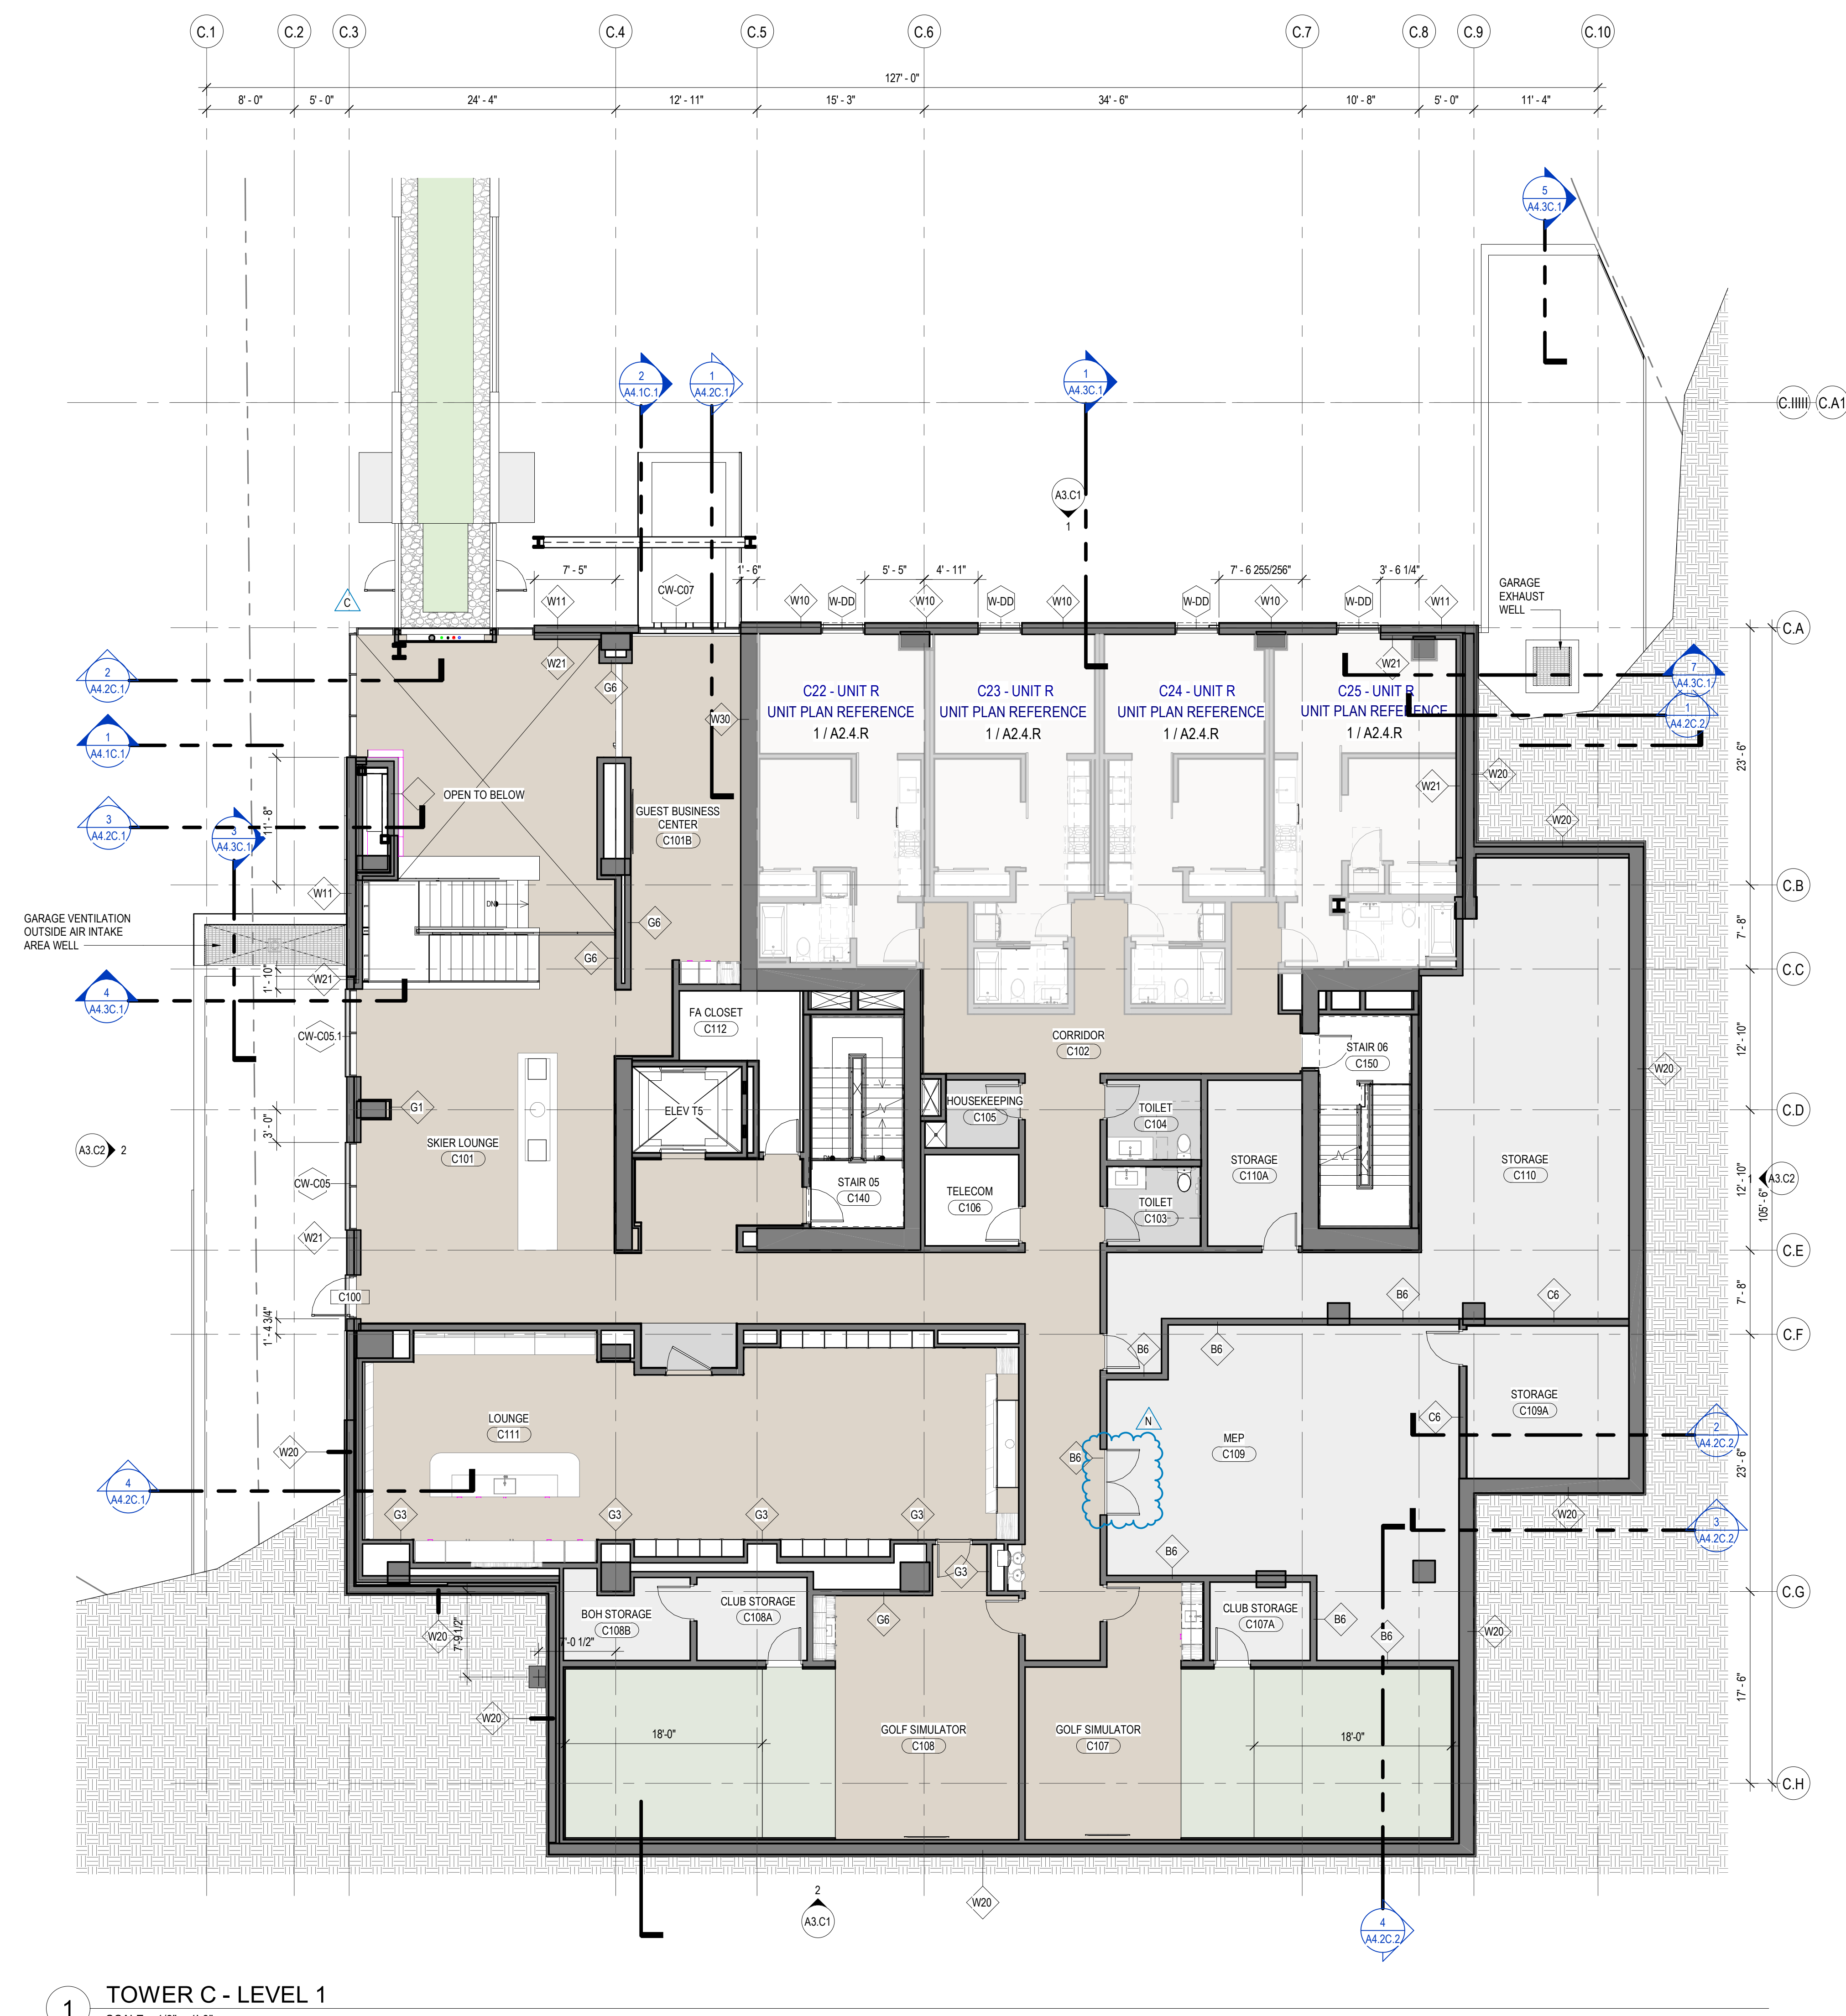 C.1
C.2
C.3
C.4
C.5
C.6
C.7
C.8
C.9
C.10
127' - 0"
8' - 0"
5' - 0"
24' - 4"
12' - 11"
15' - 3"
34' - 6"
10' - 8"
5' - 0"
11' - 4"
5
A4.3C.1
2
A4.1C.1
1
A4.2C.1
1
A4.3C.1
C.A1
A3.C1
1
7' - 5"
1' - 6"
5' - 5"
4' - 11"
7' - 6 255/256"
3' - 6 1/4"
GARAGE
EXHAUST
WELL
C
W11
CW-C07
W10
W-DD
W10
W-DD
W10
W-DD
W10
W-DD
W11
C.A
2
A4.2C.1
W21
G6
W30
C22 - UNIT R
UNIT PLAN REFERENCE
1 / A2.4.R
C23 - UNIT R
UNIT PLAN REFERENCE
1 / A2.4.R
C24 - UNIT R
UNIT PLAN REFERENCE
1 / A2.4.R
C25 - UNIT R
UNIT PLAN REFERENCE
1 / A2.4.R
W21
7
A4.3C.1
1
A4.2C.2
1
A4.1C.1
23' - 6"
W20
W21
OPEN TO BELOW
11' - 8"
3
A4.2C.1
3
A4.3C.1
GUEST BUSINESS
CENTER
C101B
W20
W11
DN
C.B
GARAGE VENTILATION
OUTSIDE AIR INTAKE
AREA WELL
G6
G6
7' - 8"
W21
1' - 10"
C.C
4
A4.3C.1
CW-C05.1
FA CLOSET
C112
CORRIDOR
C102
STAIR 06
C150
12' - 10"
W20
G1
ELEV T5
HOUSEKEEPING
C105
TOILET
C104
C.D
3' - 0"
A3.C2
2
SKIER LOUNGE
C101
STORAGE
C110A
STORAGE
C110
CW-C05
STAIR 05
C140
TELECOM
C106
TOILET
C103
12' - 10"
1
A3.C2
105' - 6"
W21
C.E
C100
B6
C6
7' - 8"
1' - 4 3/4"
C.F
B6
B6
LOUNGE
C111
STORAGE
C109A
N
MEP
C109
C6
2
A4.2C.2
W20
B6
23' - 6"
4
A4.2C.1
G3
G3
G3
G3
W20
3
A4.2C.2
B6
G3
C.G
BOH STORAGE
C108B
CLUB STORAGE
C108A
G6
CLUB STORAGE
C107A
B6
B6
W20
W20
7'-9 1/2"
7'-0 1/2"
17' - 6"
W20
18'-0"
GOLF SIMULATOR
C108
GOLF SIMULATOR
C107
18'-0"
C.H
2
A3.C1
W20
4
A4.2C.2
1
TOWER C - LEVEL 1